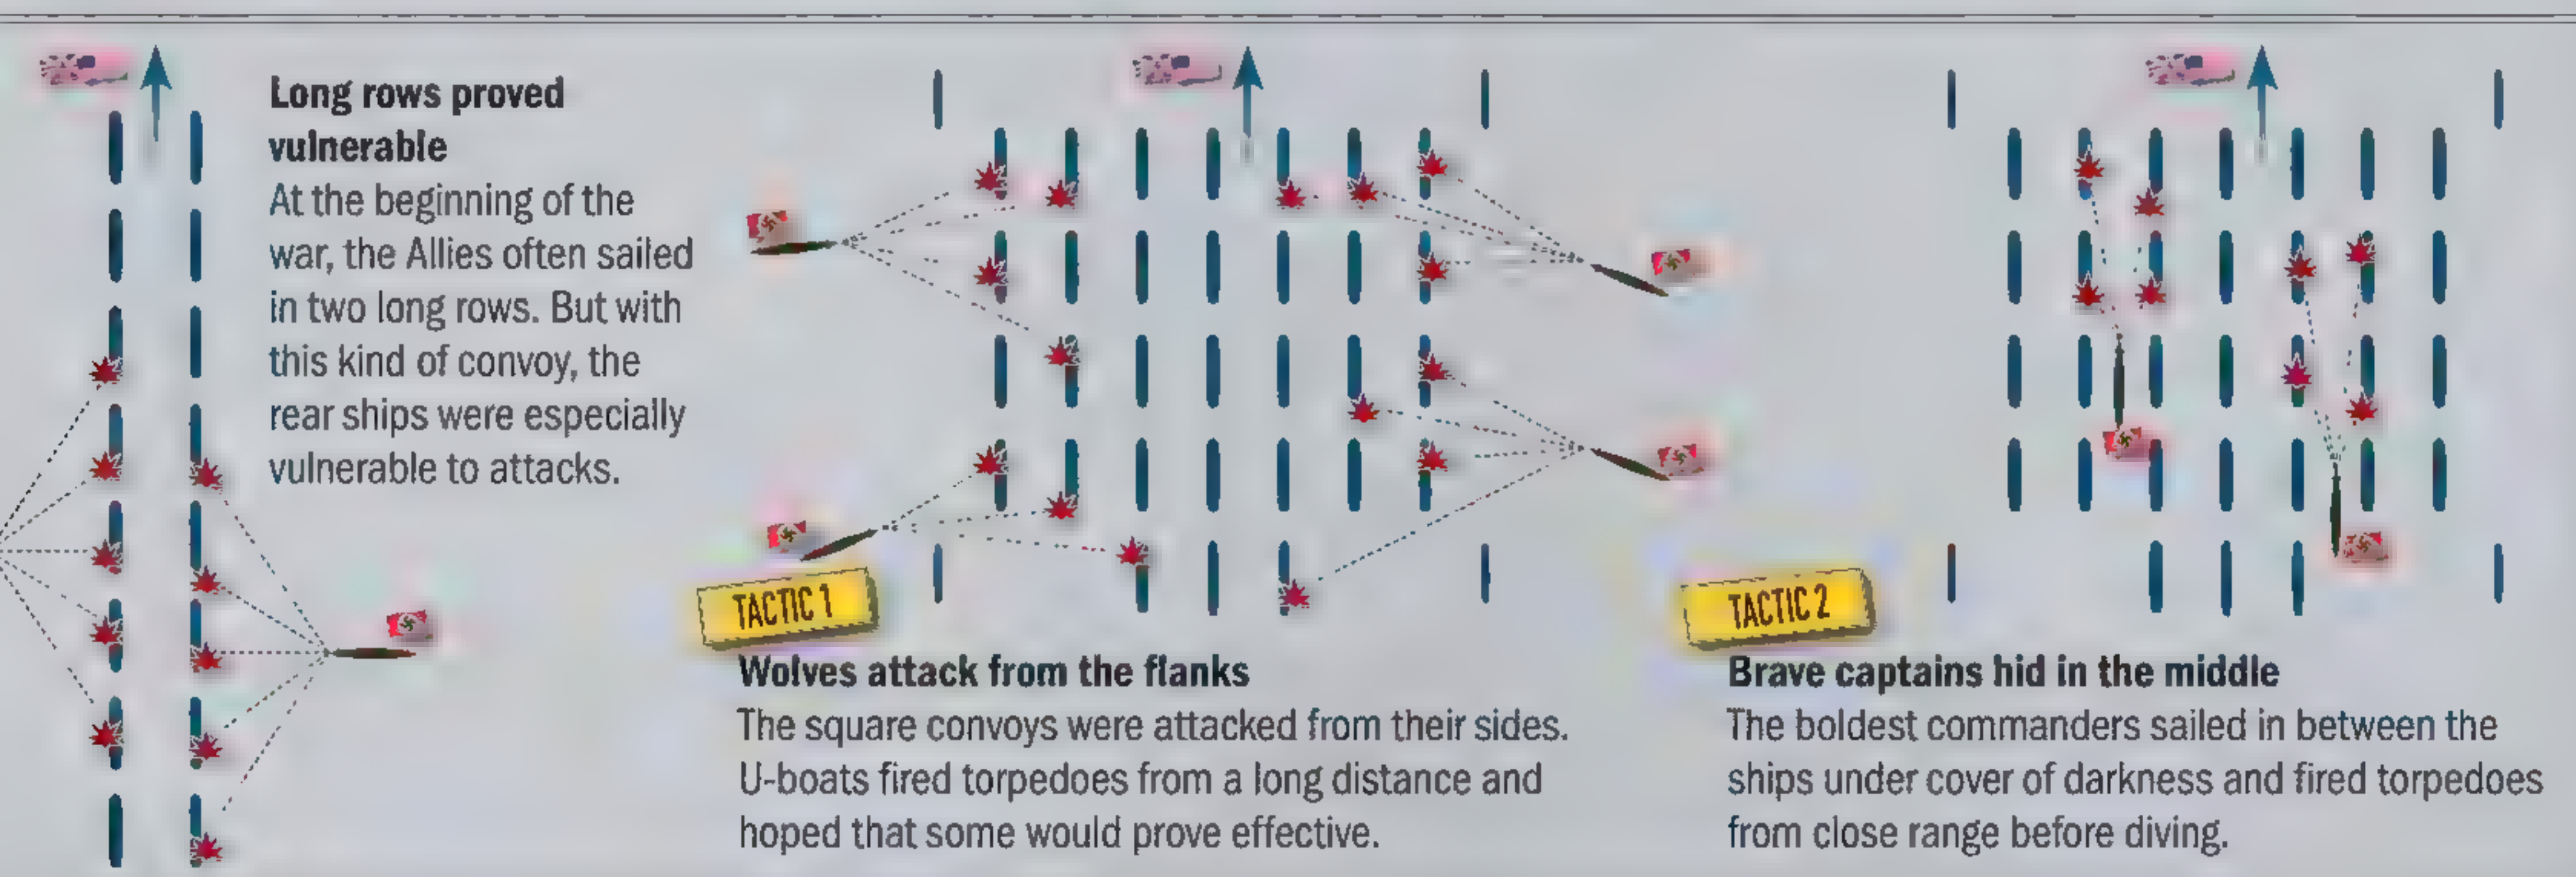 Long rows proved
vulnerable
At the beginning of the
war, the Allies often sailed
in two long rows. But with
this kind of convoy, the
rear ships were especially
vulnerable to attacks.
TACTIC 1
Wolves attack from the flanks
The square convoys were attacked from their sides.
U-boats fired torpedoes from a long distance and
hoped that some would prove effective.
TACTIC 2
Brave captains hid in the middle
The boldest commanders sailed in between the
ships under cover of darkness and fired torpedoes
from close range before diving.